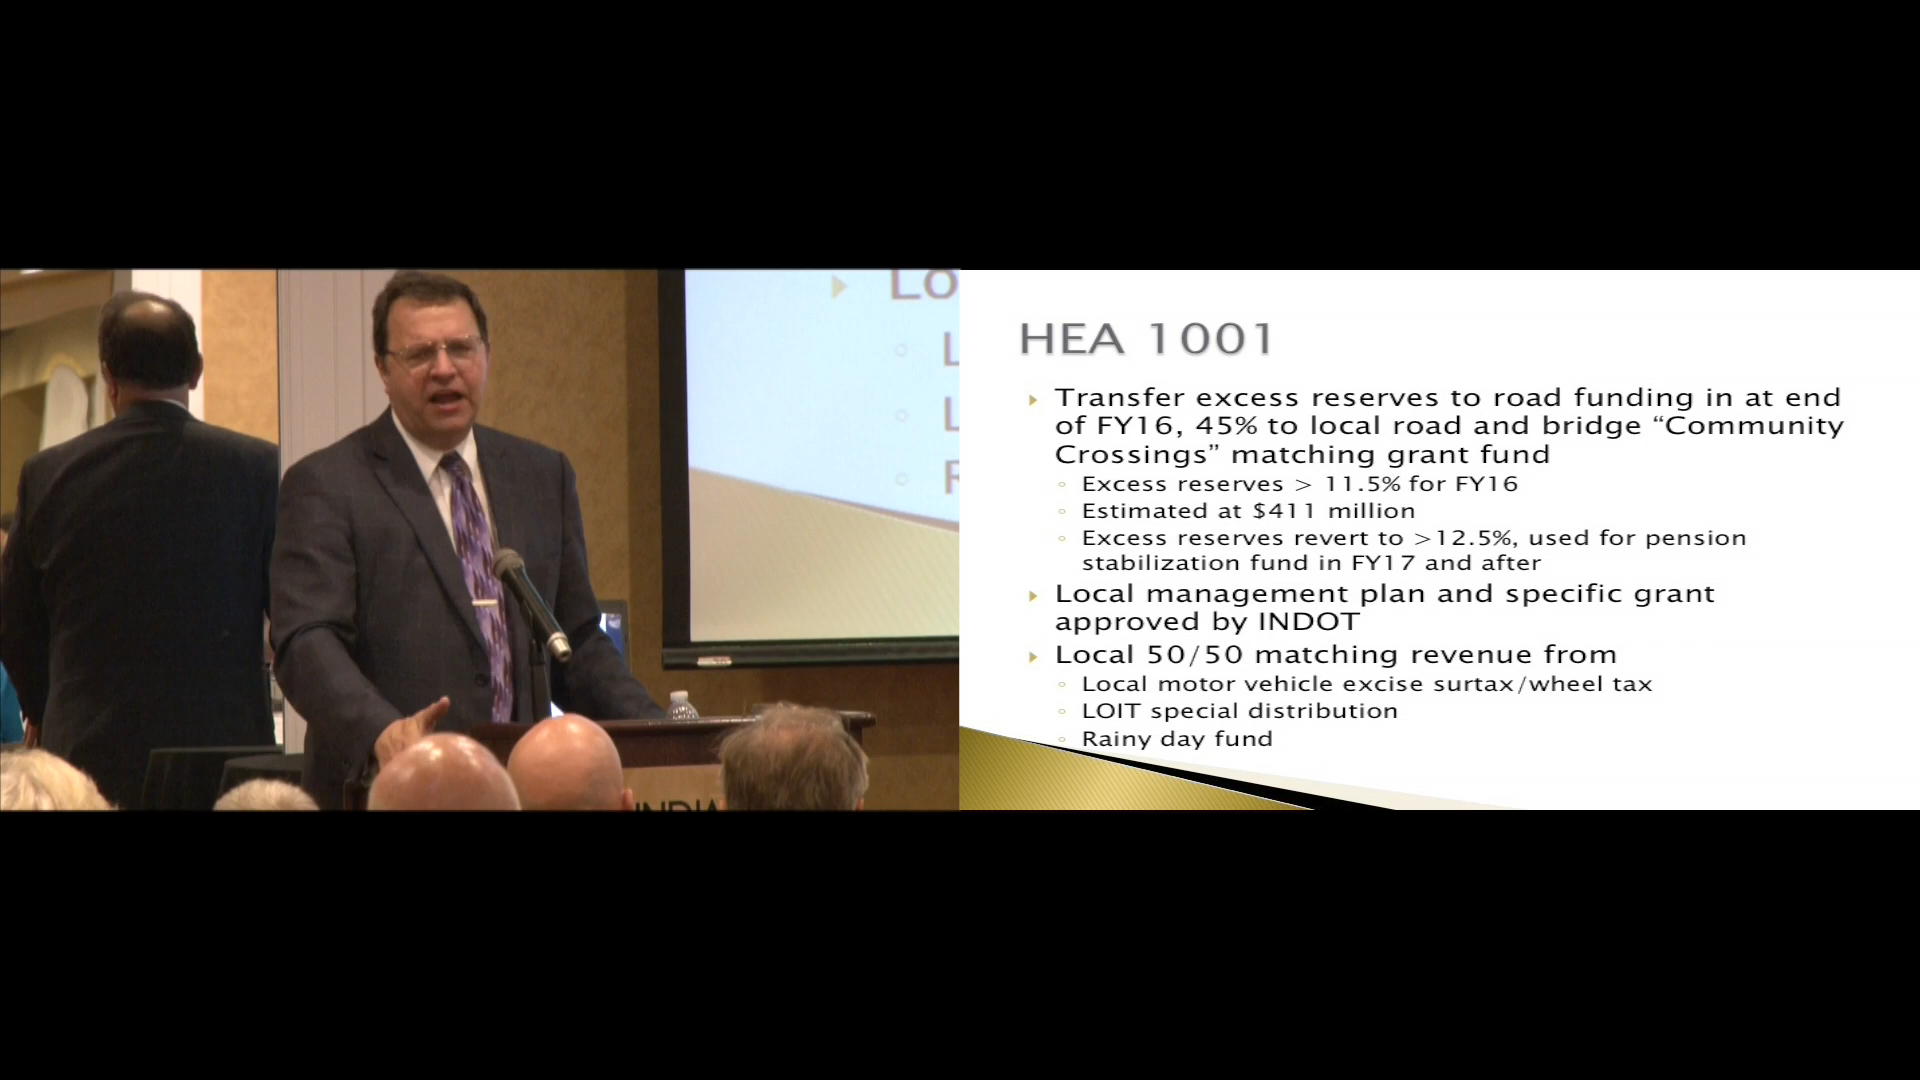 LO
L
L
R
INDIA
HEA 1001
Transfer excess reserves to road funding in at end
of FY16, 45% to local road and bridge “Community
Crossings” matching grant fund
Excess reserves > 11.5% for FY16
Estimated at $411 million
Excess reserves revert to >12.5%, used for pension
stabilization fund in FY17 and after
Local management plan and specific grant
approved by INDOT
Local 50/50 matching revenue from
Local motor vehicle excise surtax/wheel tax
LOIT special distribution
Rainy day fund